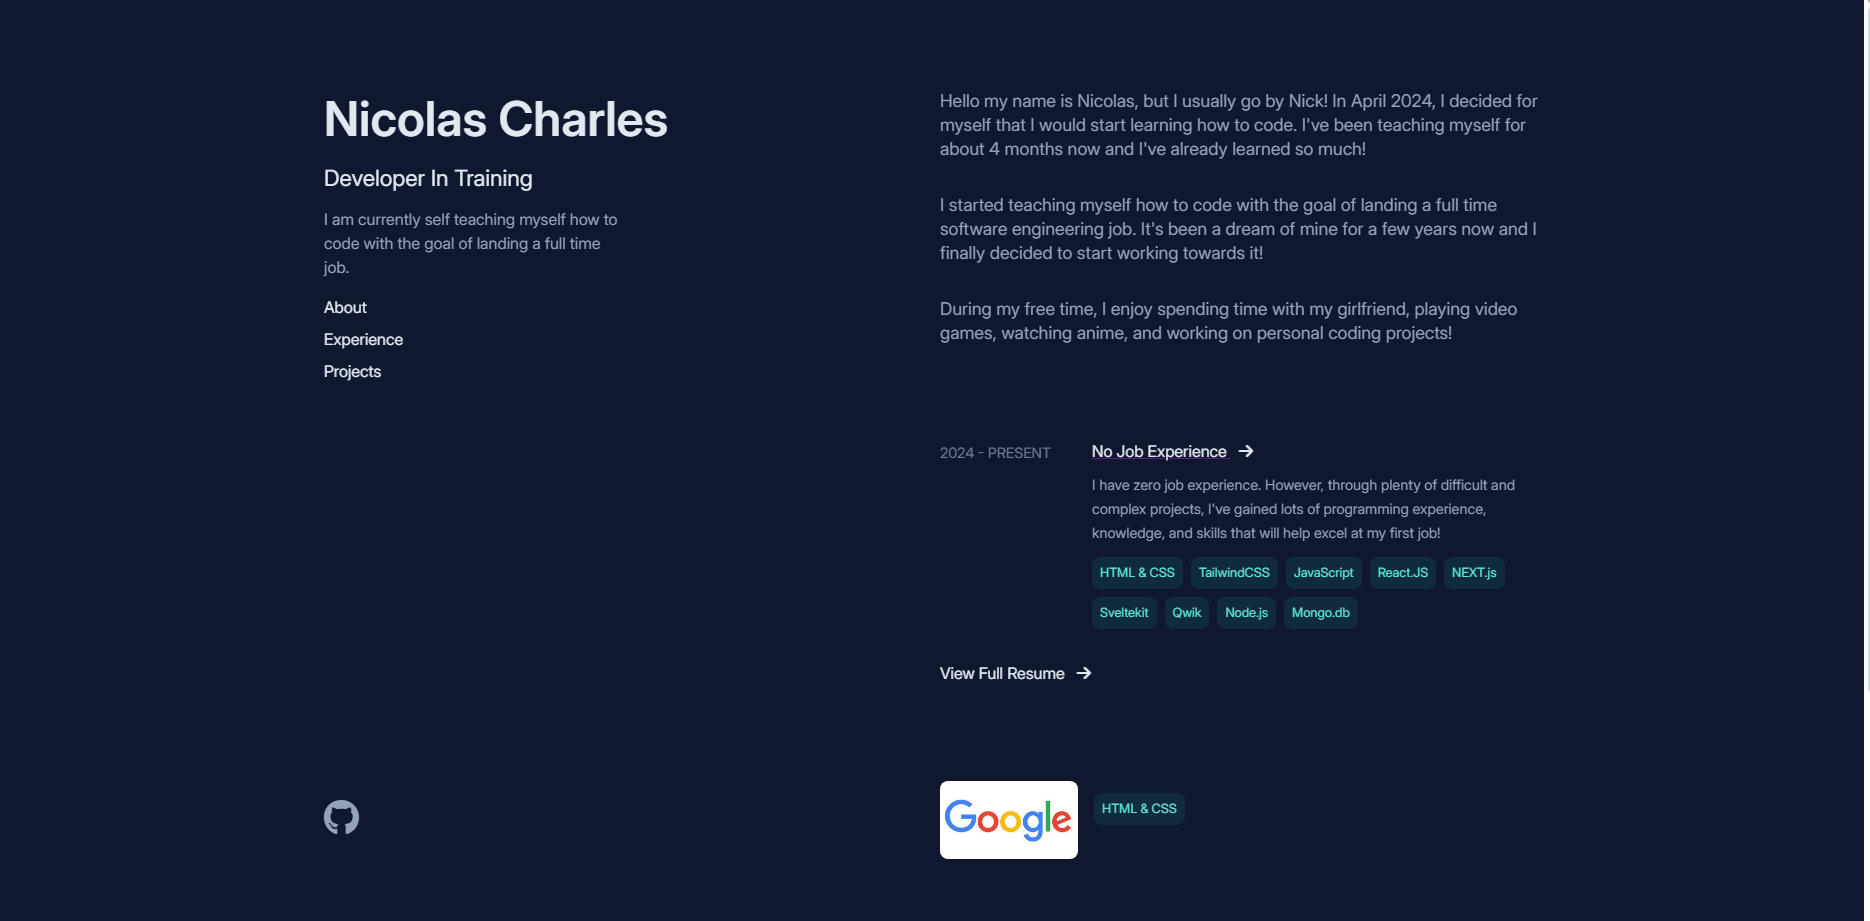 Nicolas Charles
Developer In Training
I am currently self teaching myself how to
code with the goal of landing a full time
job.
About
Experience
Projects
Hello my name is Nicolas, but I usually go by Nick! In April 2024, I decided for
myself that I would start learning how to code. I've been teaching myself for
about 4 months now and I've already learned so much!
I started teaching myself how to code with the goal of landing a full time
software engineering job. It's been a dream of mine for a few years now and I
finally decided to start working towards it!
During my free time, I enjoy spending time with my girlfriend, playing video
games, watching anime, and working on personal coding projects!
2024 - PRESENT
No Job Experience
I have zero job experience. However, through plenty of difficult and
complex projects, I've gained lots of programming experience,
knowledge, and skills that will help excel at my first job!
HTML & CSS TailwindCSS JavaScript React.JS NEXT.js
Sveltekit Qwik Node.js Mongo.db
View Full Resume
Google
HTML & CSS